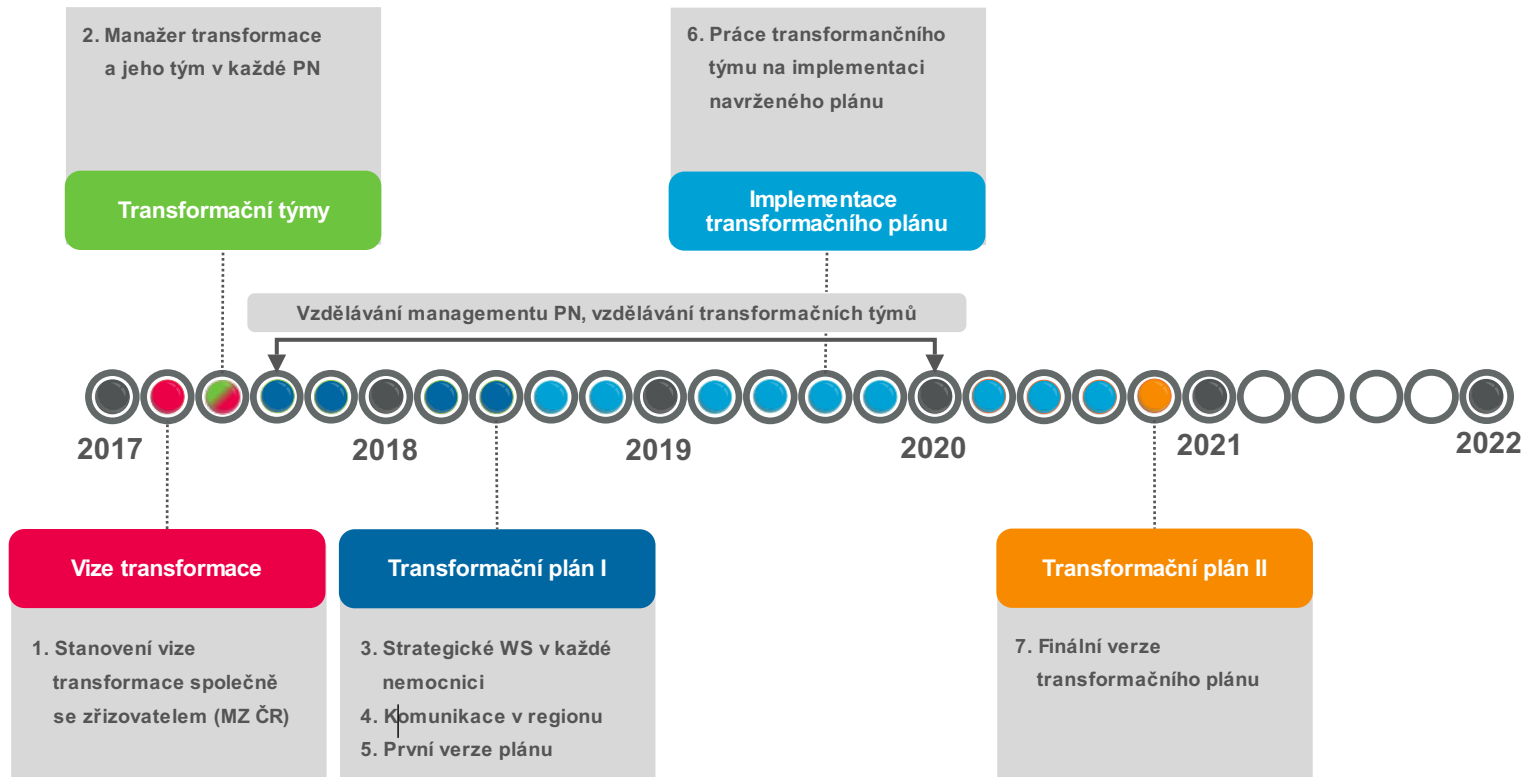 2. Manažer transformace
a jeho tým v každé PN
6. Práce transformančního
týmu na implementaci
navrženého plánu
Transformační týmy
Implementace
transformačního plánu
Vzdělávání managementu PN, vzdělávání transformačních týmů
2017
2018
2019
2020
2021
2022
Vize transformace
Transformační plán I
Transformační plán II
1. Stanovení vize
transformace společně
se zřizovatelem (MZ ČR)
3. Strategické WS v každé
nemocnici
4. Komunikace v regionu
5. První verze plánu
7. Finální verze
transformačního plánu